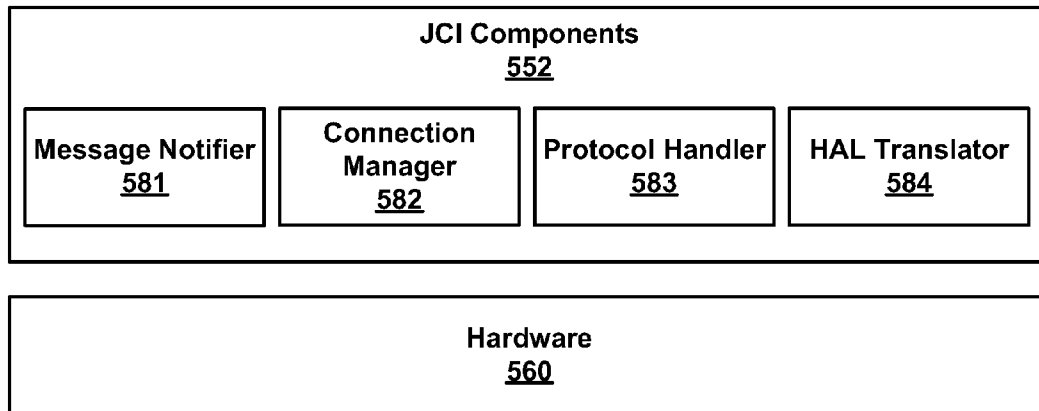 JCI Components
552
Message Notifier
581
Connection
Manager
582
Protocol Handler
583
HAL Translator
584
Hardware
560